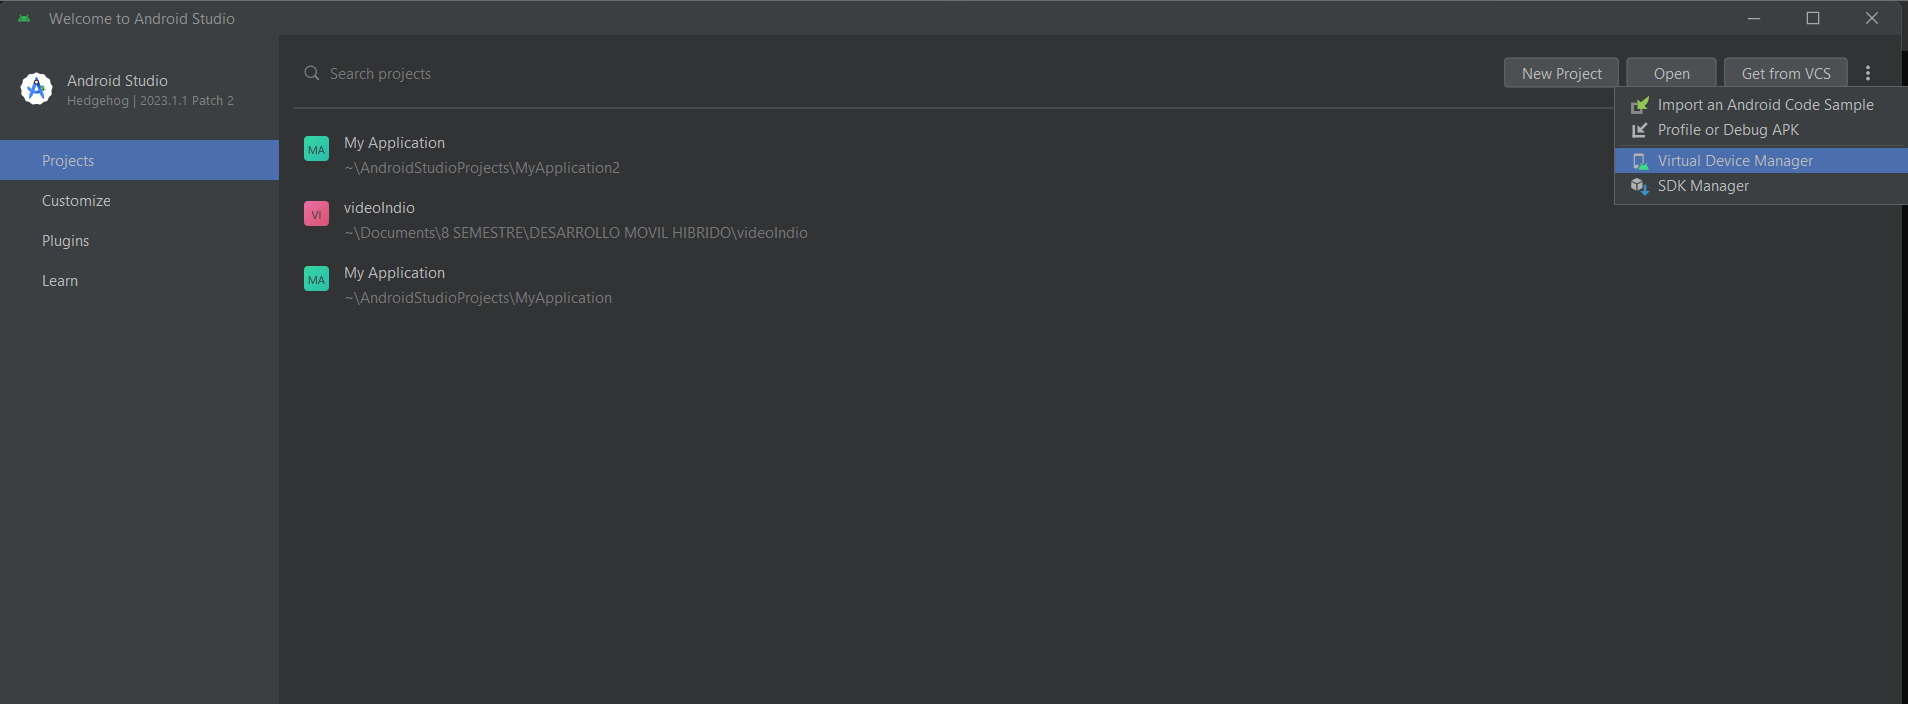 Welcome to Android Studio
Android Studio
Hedgehog | 2023.1.1 Patch 2
Projects
Customize
Plugins
Learn
Search projects
New Project
Open
Get from VCS
Import an Android Code Sample
Profile or Debug APK
Virtual Device Manager
SDK Manager
MA
My Application
~\AndroidStudioProjects\MyApplication2
VI
videoIndio
~\Documents\8 SEMESTRE\DESARROLLO MOVIL HIBRIDO\videoIndio
MA
My Application
~\AndroidStudioProjects\MyApplication